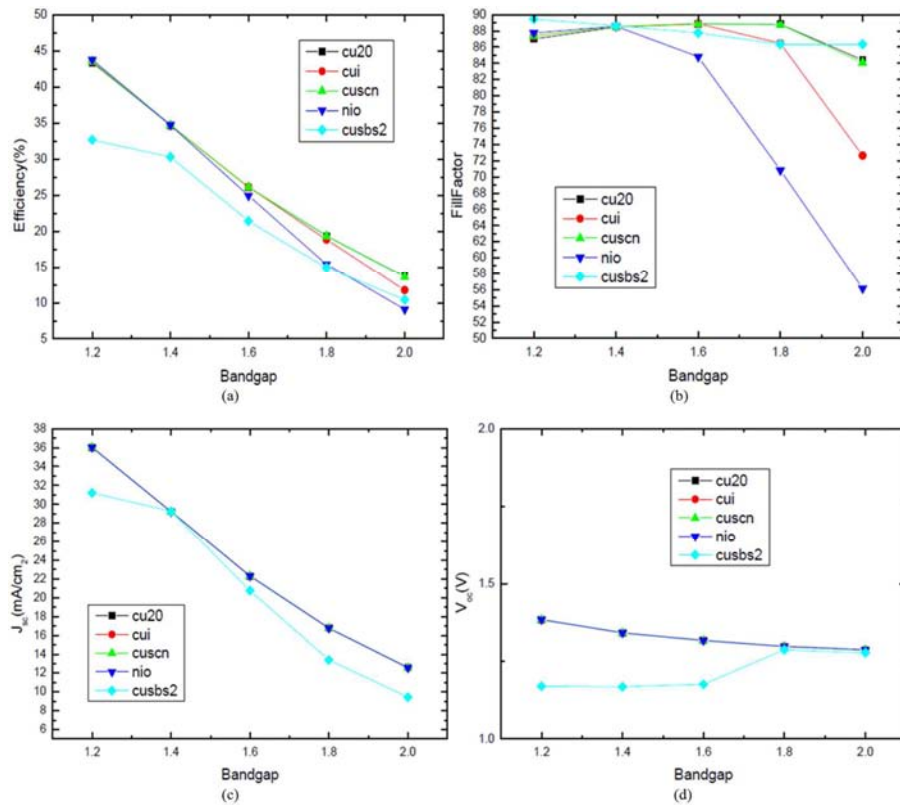 Efficiency(%)
50
45
40
35
30
25
20
15
10
5
cu20
cui
cuscn
nio
cusbs2
1.2 1.4 1.6 1.8 2.0
Bandgap
(a)
FillFactor
90
88
86
84
82
80
78
76
74
72
70
68
66
64
62
60
58
56
54
52
50
cu20
cui
cuscn
nio
cusbs2
1.2 1.4 1.6 1.8 2.0
Bandgap
(b)
Jsc(mA/cm2)
38
36
34
32
30
28
26
24
22
20
18
16
14
12
10
8
6
cu20
cui
cuscn
nio
cusbs2
1.2 1.4 1.6 1.8 2.0
Bandgap
(c)
Voc(V)
2.0
1.5
1.0
cu20
cui
cuscn
nio
cusbs2
1.2 1.4 1.6 1.8 2.0
Bandgap
(d)